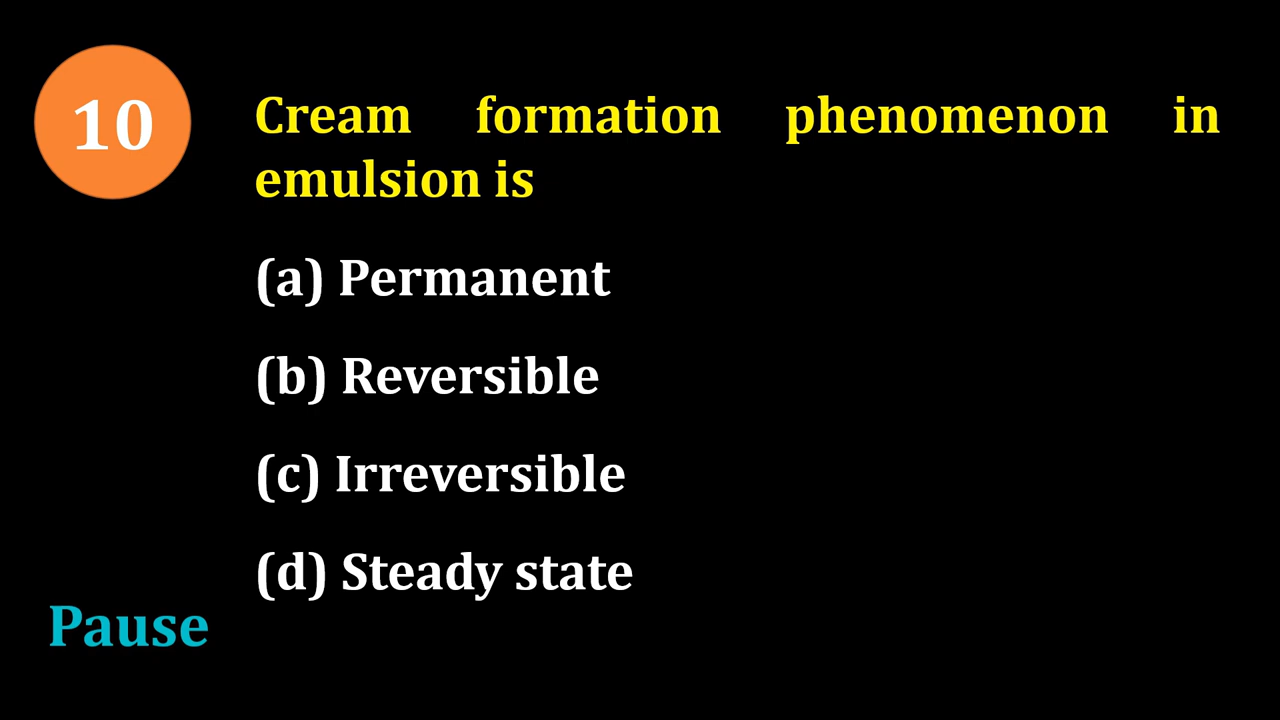 10
Cream formation phenomenon in
emulsion is
(a) Permanent
(b) Reversible
(c) Irreversible
(d) Steady state
Pause